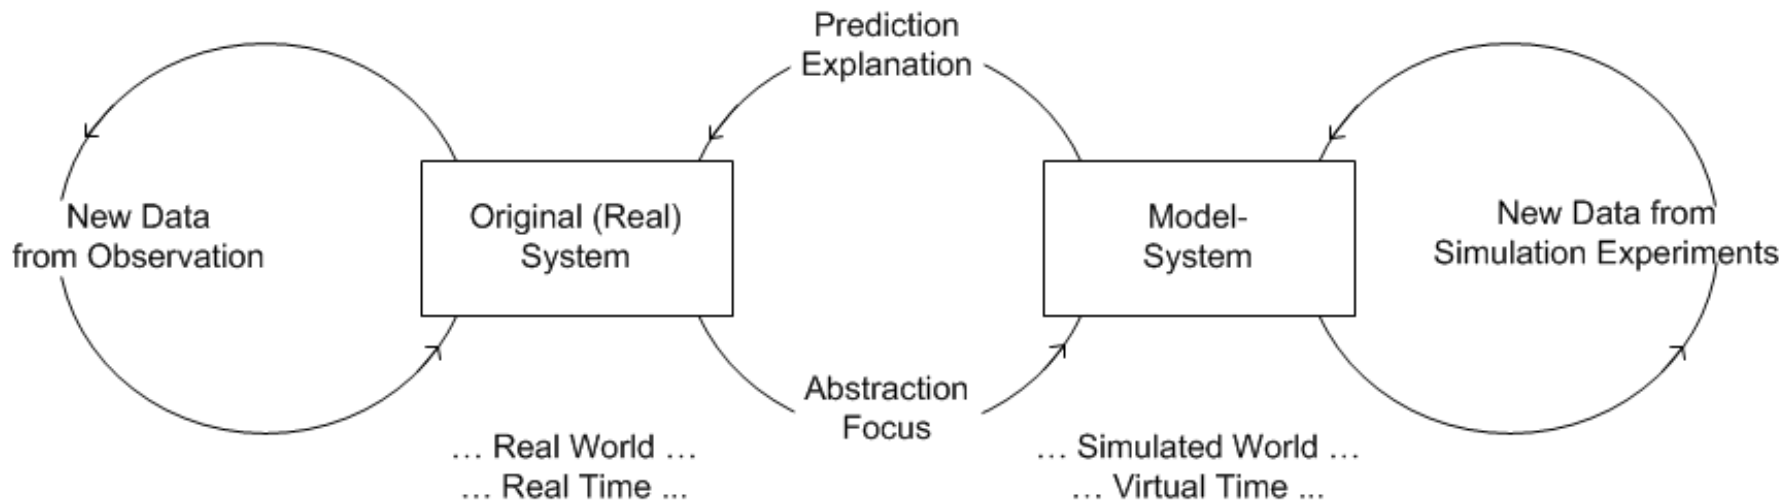 Prediction
Explanation
New Data
from Observation
Original (Real)
System
Model-
System
New Data from
Simulation Experiments
Abstraction
Focus
... Real World ...
... Real Time ...
... Simulated World ...
... Virtual Time ...